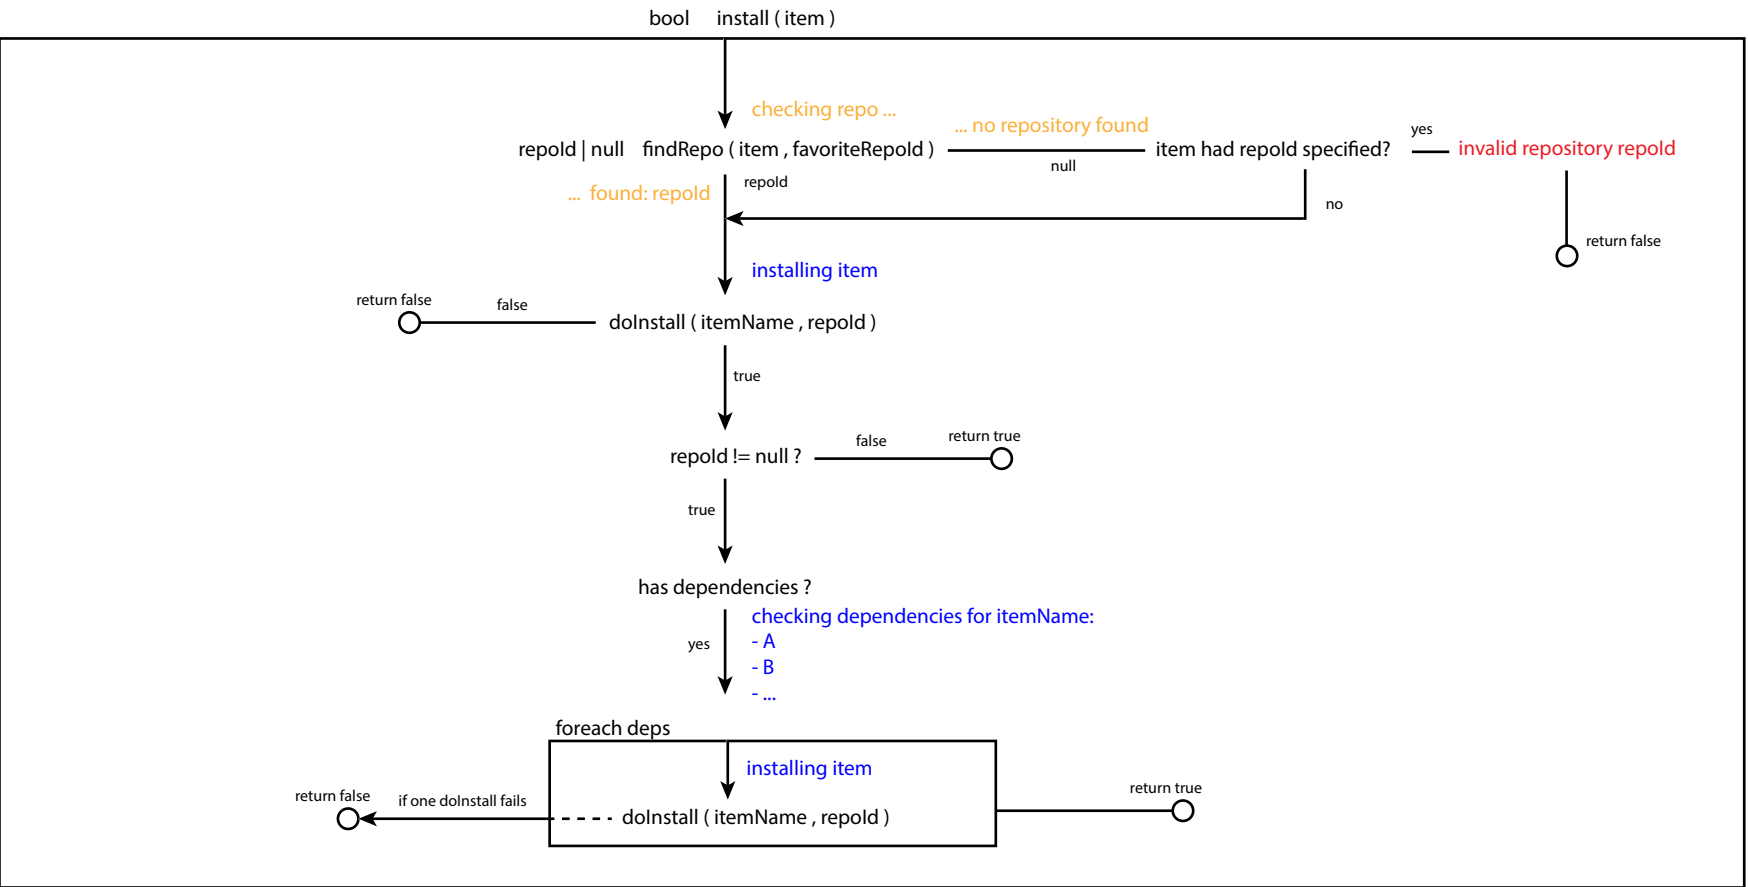 bool install ( item )
checking repo ...
... no repository found
yes
repoId | null findRepo ( item , favoriteRepoId )
null
item had repoId specified?
invalid repository repoId
repoId
... found: repoId
no
return false
installing item
return false
false
doInstall ( itemName , repoId )
true
repoId != null ?
false
return true
true
has dependencies ?
checking dependencies for itemName:
yes
- A
- B
- ...
foreach deps
installing item
return false
if one doInstall fails
doInstall ( itemName , repoId )
return true